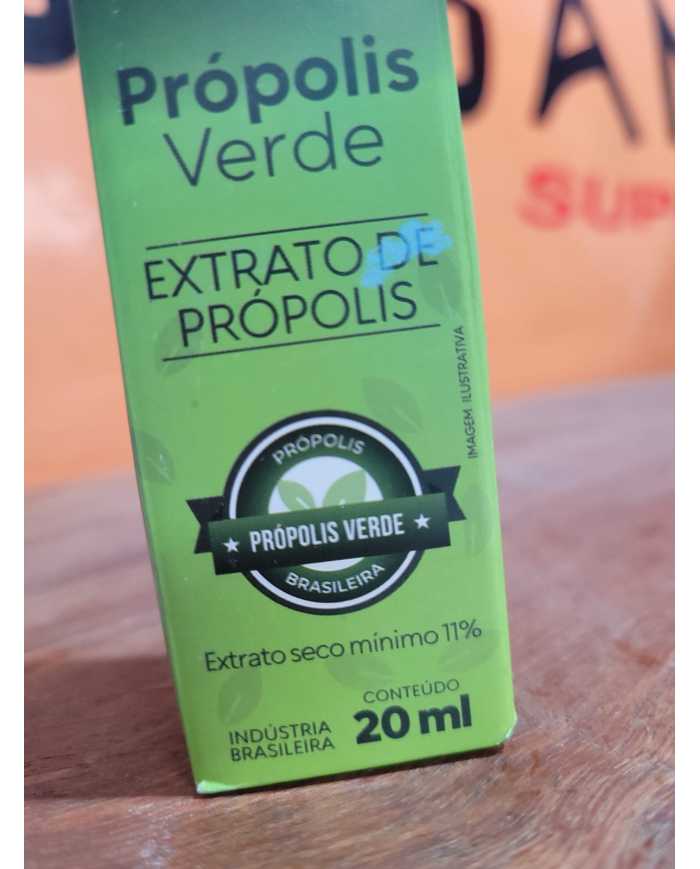 Própolis
Verde
EXTRATO DE
PRÓPOLIS
IMAGEM ILUSTRATIVA
PRÓPOLIS
★ PRÓPOLIS VERDE ★
BRASILEIRA
Extrato seco mínimo 11%
INDÚSTRIA
BRASILEIRA
CONTEÚDO
20 ml
SUP